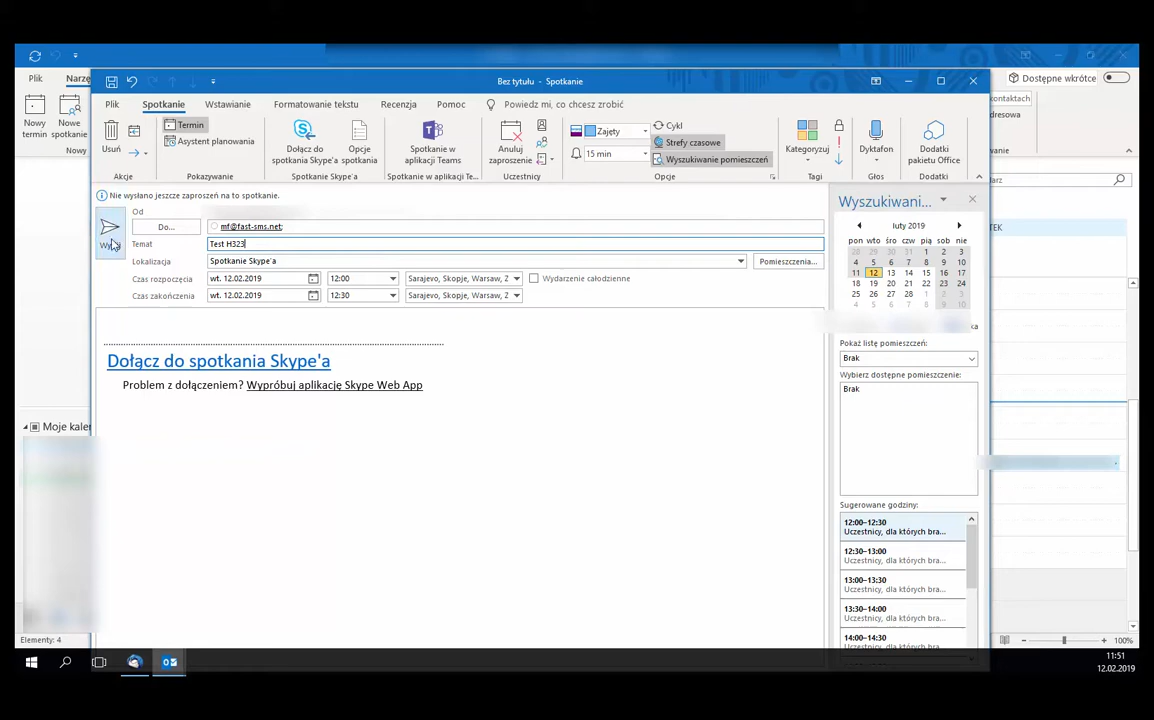 Bez tytułu - Spotkanie
Plik
Narzę
Dostępne wkrótce
Plik
Spotkanie
Wstawianie
Formatowanie tekstu
Recenzja
Pomoc
Powiedz mi, co chcesz zrobić
Nowy termin
Nowe spotkanie
Nowy
Usuń
Akcje
Termin
Asystent planowania
Pokazywanie
Dołącz do spotkania Skype'a
Opcje spotkania
Spotkanie Skype'a
Spotkanie w aplikacji Teams
Spotkanie w aplikacji Te...
Anuluj zaproszenie
Uczestnicy
Zajęty
15 min
Cykl
Strefy czasowe
Wyszukiwanie pomieszczeń
Opcje
Kategoryzuj
Tagi
Dyktafon
Głos
Dodatki pakietu Office
Dodatki
kontaktach
Nie wysłano jeszcze zaproszeń na to spotkanie.
Od
Do...
mf@fast-sms.net;
Temat
Test H323
Lokalizacja
Spotkanie Skype'a
Pomieszczenia...
Czas rozpoczęcia
wt. 12.02.2019
12:00
Sarajevo, Skopje, Warsaw, Z
Wydarzenie całodzienne
Czas zakończenia
wt. 12.02.2019
12:30
Sarajevo, Skopje, Warsaw, Z
Dołącz do spotkania Skype'a
Problem z dołączeniem? Wypróbuj aplikację Skype Web App
Wyszukiwani...
luty 2019
pon wto śro czw pią sob nie
28 29 30 31 1 2 3
4 5 6 7 8 9 10
11 12 13 14 15 16 17
18 19 20 21 22 23 24
25 26 27 28 1 2 3
4 5 6 7 8 9 10
Pokaż listę pomieszczeń:
Brak
Wybierz dostępne pomieszczenie:
Brak
Sugerowane godziny:
12:00–12:30
Uczestnicy, dla których bra...
12:30–13:00
Uczestnicy, dla których bra...
13:00–13:30
Uczestnicy, dla których bra...
13:30–14:00
Uczestnicy, dla których bra...
14:00–14:30
Moje kalen
Elementy: 4
100%
11:51
12.02.2019